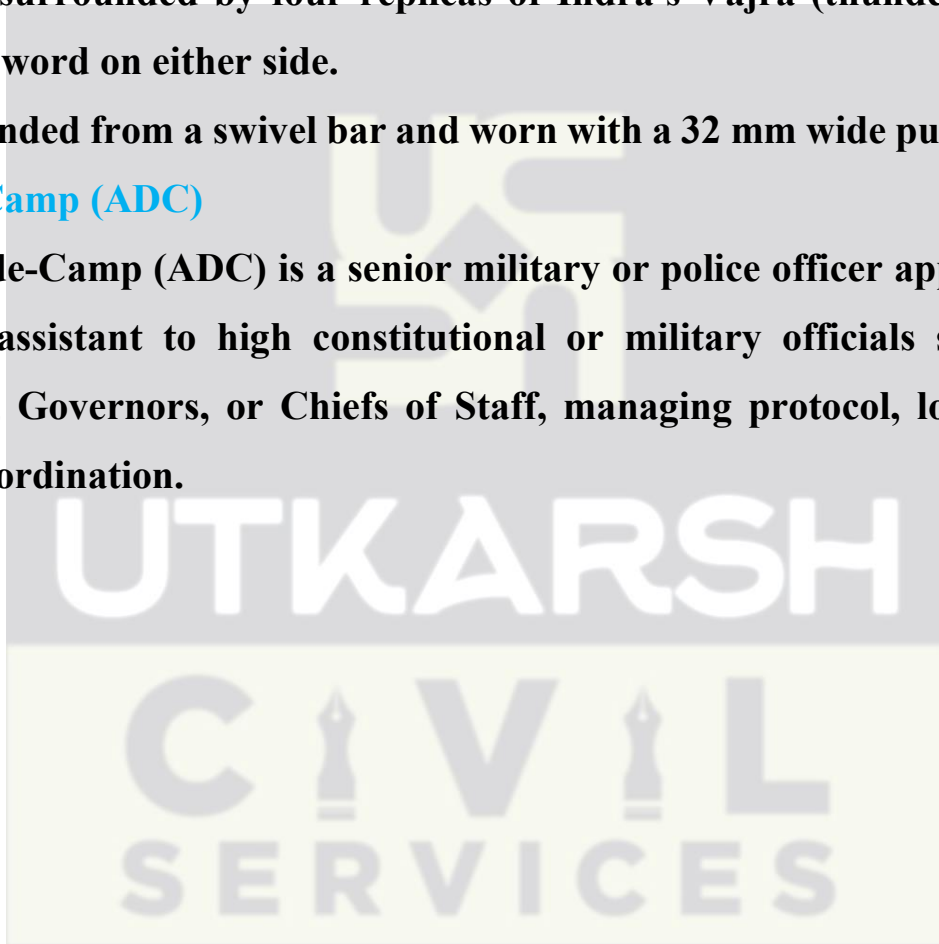 surrounded by four replicas of Indra's Vajra (thunde
word on either side.
nded from a swivel bar and worn with a 32 mm wide pu
Camp (ADC)
de-Camp (ADC) is a senior military or police officer app
assistant to high constitutional or military officials s
Governors, or Chiefs of Staff, managing protocol, lo
ordination.
UTKARSH
CIVIL
SERVICES